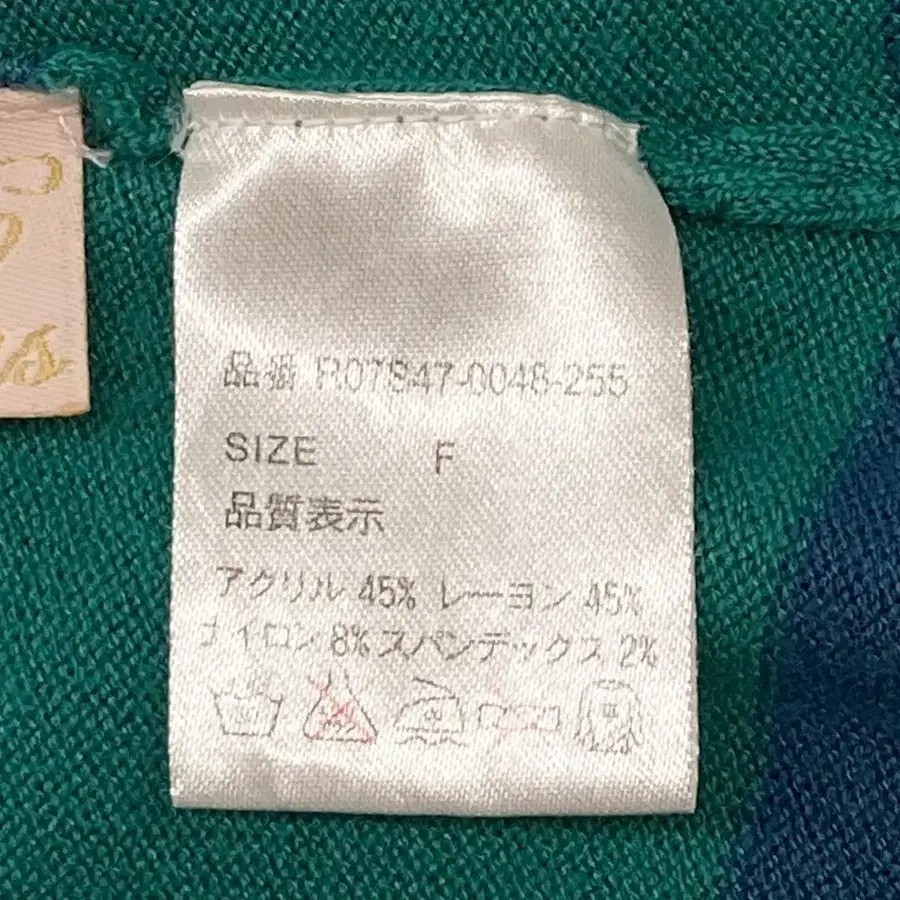 品番 R07S47-0048-255
SIZE F
品質表示
アクリル 45% レーヨン 45%
ナイロン 8% スパンデックス 2%